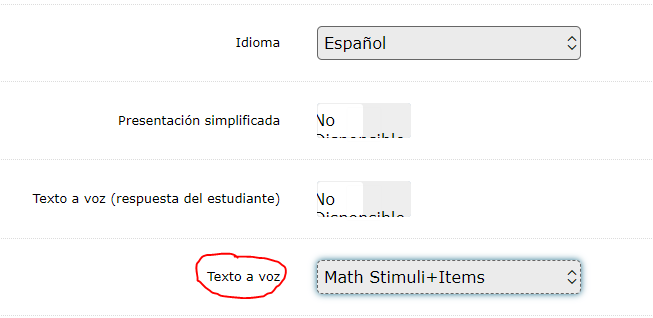 Idioma Español
Presentación simplificada No
Texto a voz (respuesta del estudiante) No
Texto a voz Math Stimuli+Items